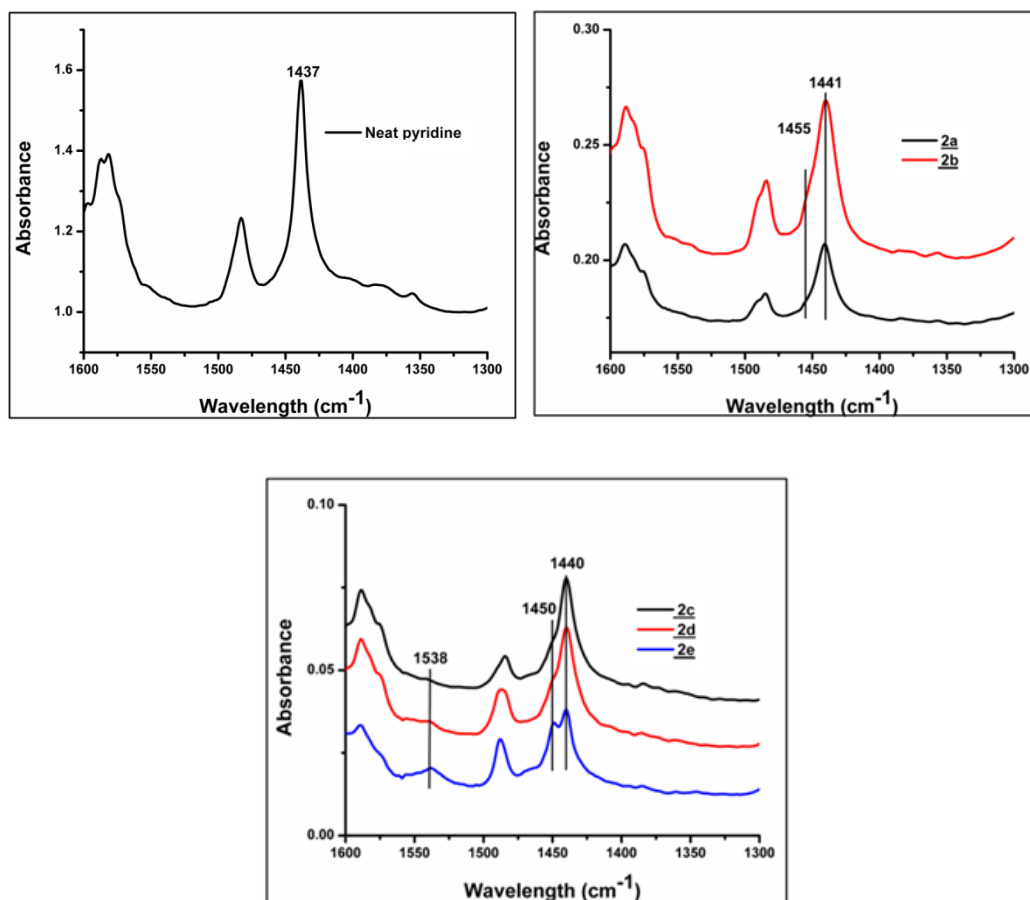 1437
1.6
Neat pyridine
1.4
1.2
1.0
Absorbance
1600 1550 1500 1450 1400 1350 1300
Wavelength (cm-1)
0.30
1441
1455
2a
2b
0.25
0.20
Absorbance
1600 1550 1500 1450 1400 1350 1300
Wavelength (cm-1)
0.10
1440
1450
2c
2d
2e
1538
0.05
0.00
Absorbance
1600 1550 1500 1450 1400 1350 1300
Wavelength (cm-1)